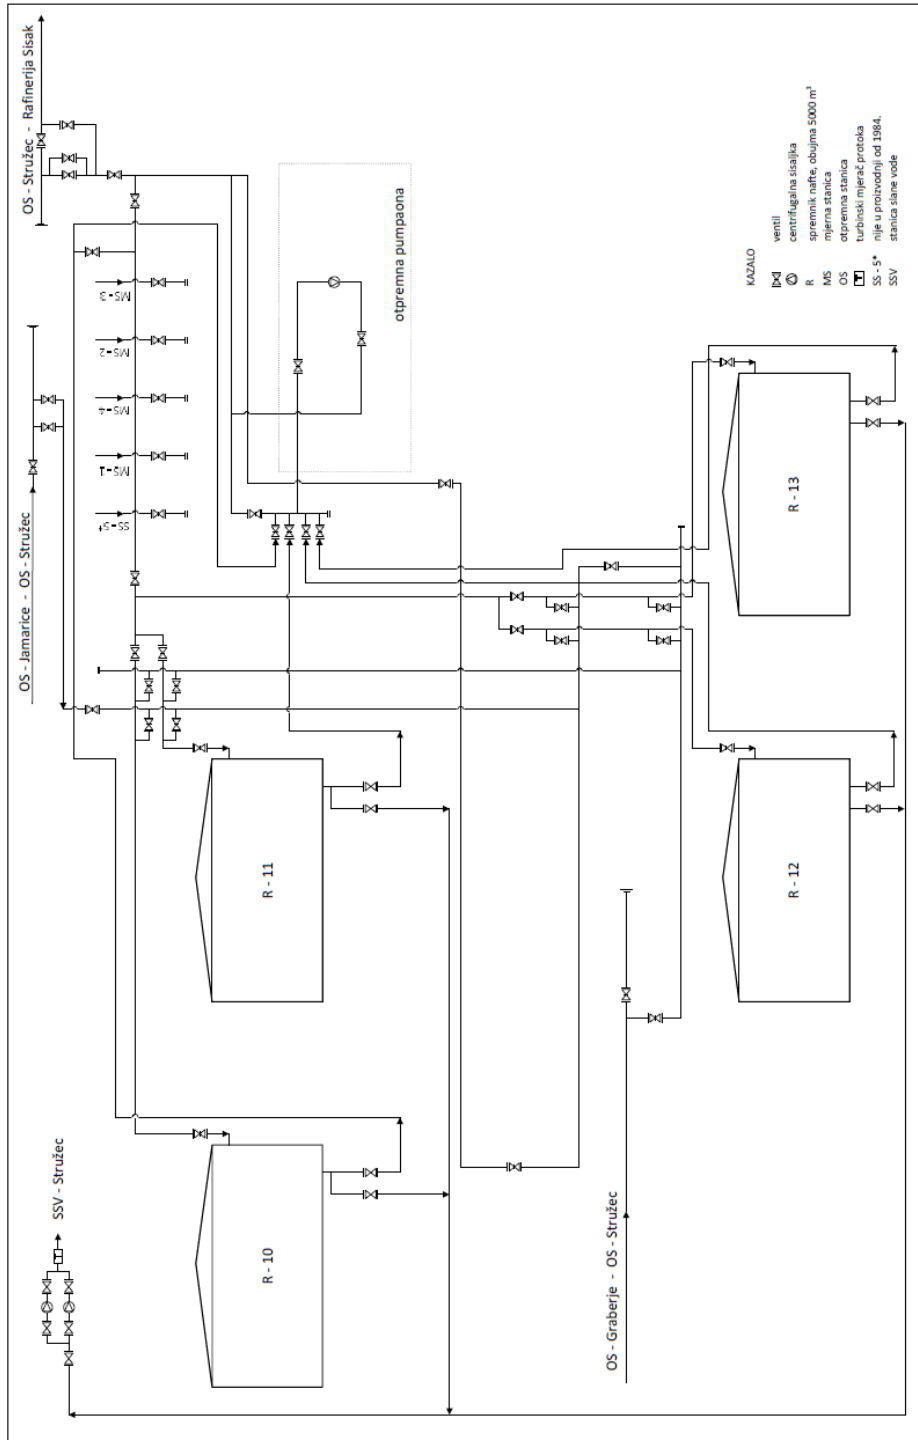 OS - Stružec - Rafinerija Sisak
OS - Jamarice - OS - Stružec
SSV - Stružec
MS-3
MS-2
MS-4
MS-1
SS-5*
otpremna pumpaona
R - 10
R - 11
R - 12
R - 13
OS - Graberje - OS - Stružec
KAZALO
ventil
centrifugalna sisaljka
R spremnik nafte, obujma 5000 m³
MS mjerna stanica
OS otpremna stanica
T turbinski mjerač protoka
SS - 5* nije u proizvodnji od 1984.
SSV stanica slane vode